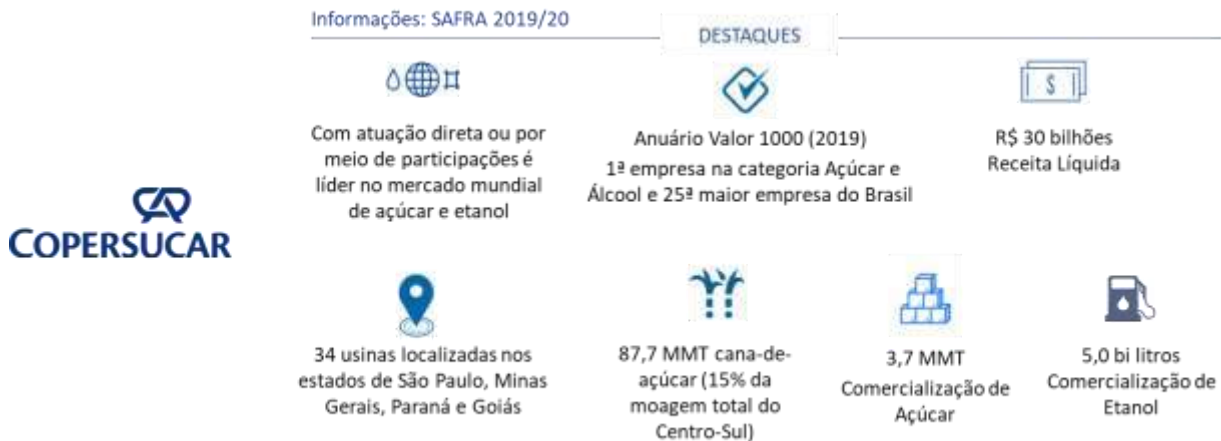 Informações: SAFRA 2019/20
DESTAQUES
Com atuação direta ou por
meio de participações é
líder no mercado mundial
de açúcar e etanol
Anuário Valor 1000 (2019)
1ª empresa na categoria Açúcar e
Álcool e 25ª maior empresa do Brasil
$
R$ 30 bilhões
Receita Líquida
COPERSUCAR
34 usinas localizadas nos
estados de São Paulo, Minas
Gerais, Paraná e Goiás
87,7 MMT cana-de-
açúcar (15% da
moagem total do
Centro-Sul)
3,7 MMT
Comercialização de
Açúcar
5,0 bi litros
Comercialização de
Etanol